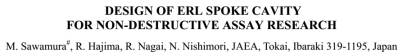 DESIGN OF ERL SPOKE CAVITY
FOR NON-DESTRUCTIVE ASSAY RESEARCH
M. Sawamura#, R. Hajima, R. Nagai, N. Nishimori, JAEA, Tokai, Ibaraki 319-1195, Japan